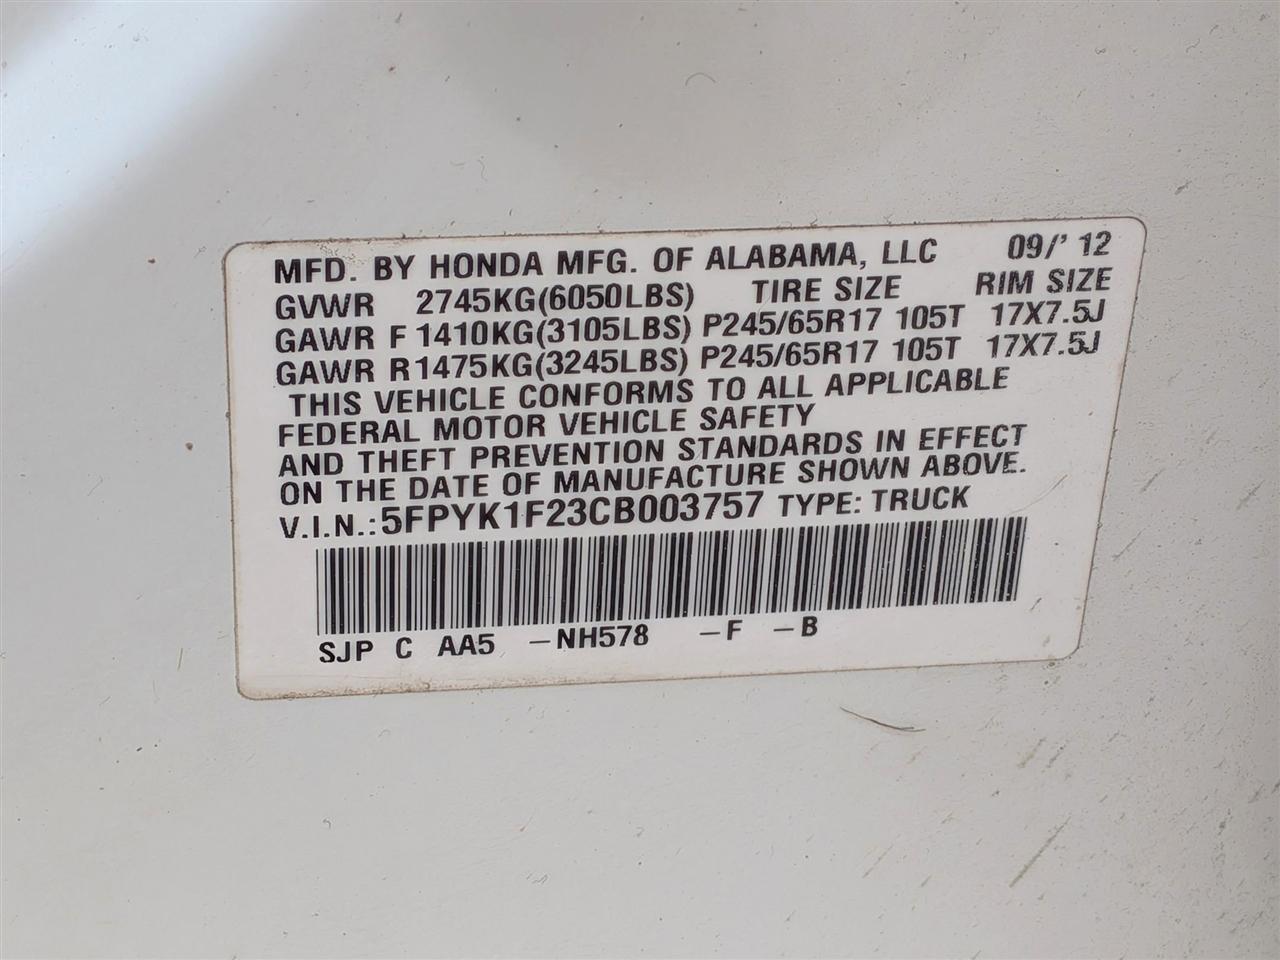 MFD. BY HONDA MFG. OF ALABAMA, LLC 09/' 12
GVWR 2745KG(6050LBS) TIRE SIZE RIM SIZE
GAWR F 1410KG(3105LBS) P245/65R17 105T 17X7.5J
GAWR R 1475KG(3245LBS) P245/65R17 105T 17X7.5J
THIS VEHICLE CONFORMS TO ALL APPLICABLE
FEDERAL MOTOR VEHICLE SAFETY
AND THEFT PREVENTION STANDARDS IN EFFECT
ON THE DATE OF MANUFACTURE SHOWN ABOVE.
V.I.N.: 5FPYK1F23CB003757 TYPE: TRUCK
SJP C AA5 -NH578 -F -B